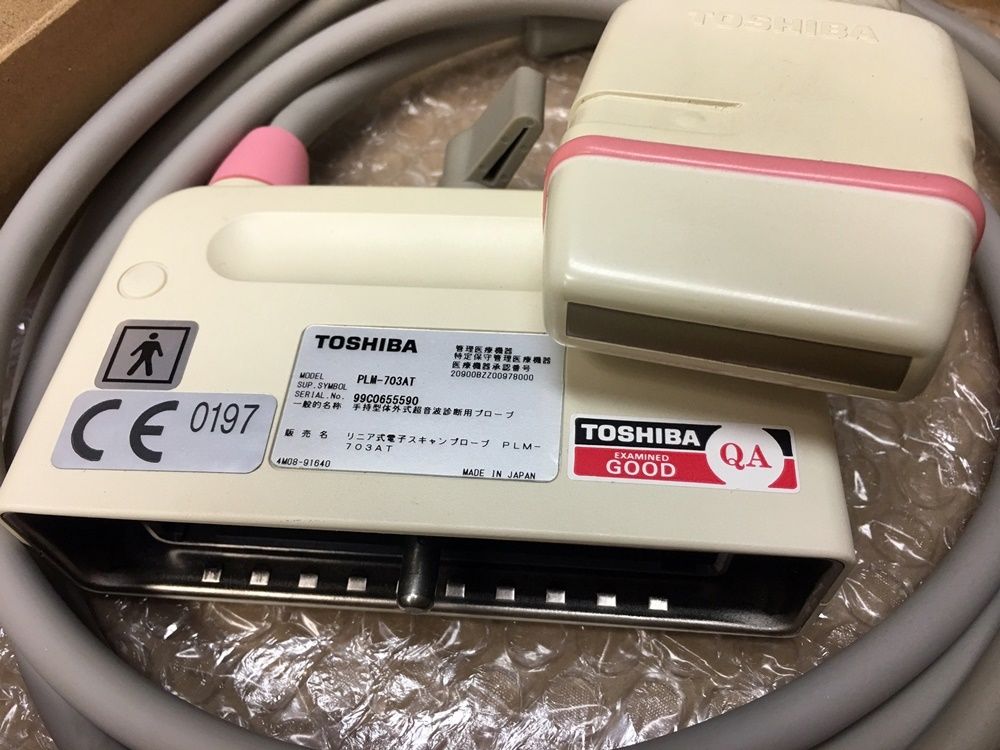 TOSHIBA
TOSHIBA
管理医療機器
特定保守管理医療機器
医療機器承認番号
20900BZZ00978000
MODEL PLM-703AT
SUP. SYMBOL
SERIAL. No. 99C0655590
一般的名称 手持型体外式超音波診断用プローブ
販売名 リニア式電子スキャンプローブ PLM-
703AT
4M08-91640 MADE IN JAPAN
CE 0197
TOSHIBA
EXAMINED
GOOD
QA